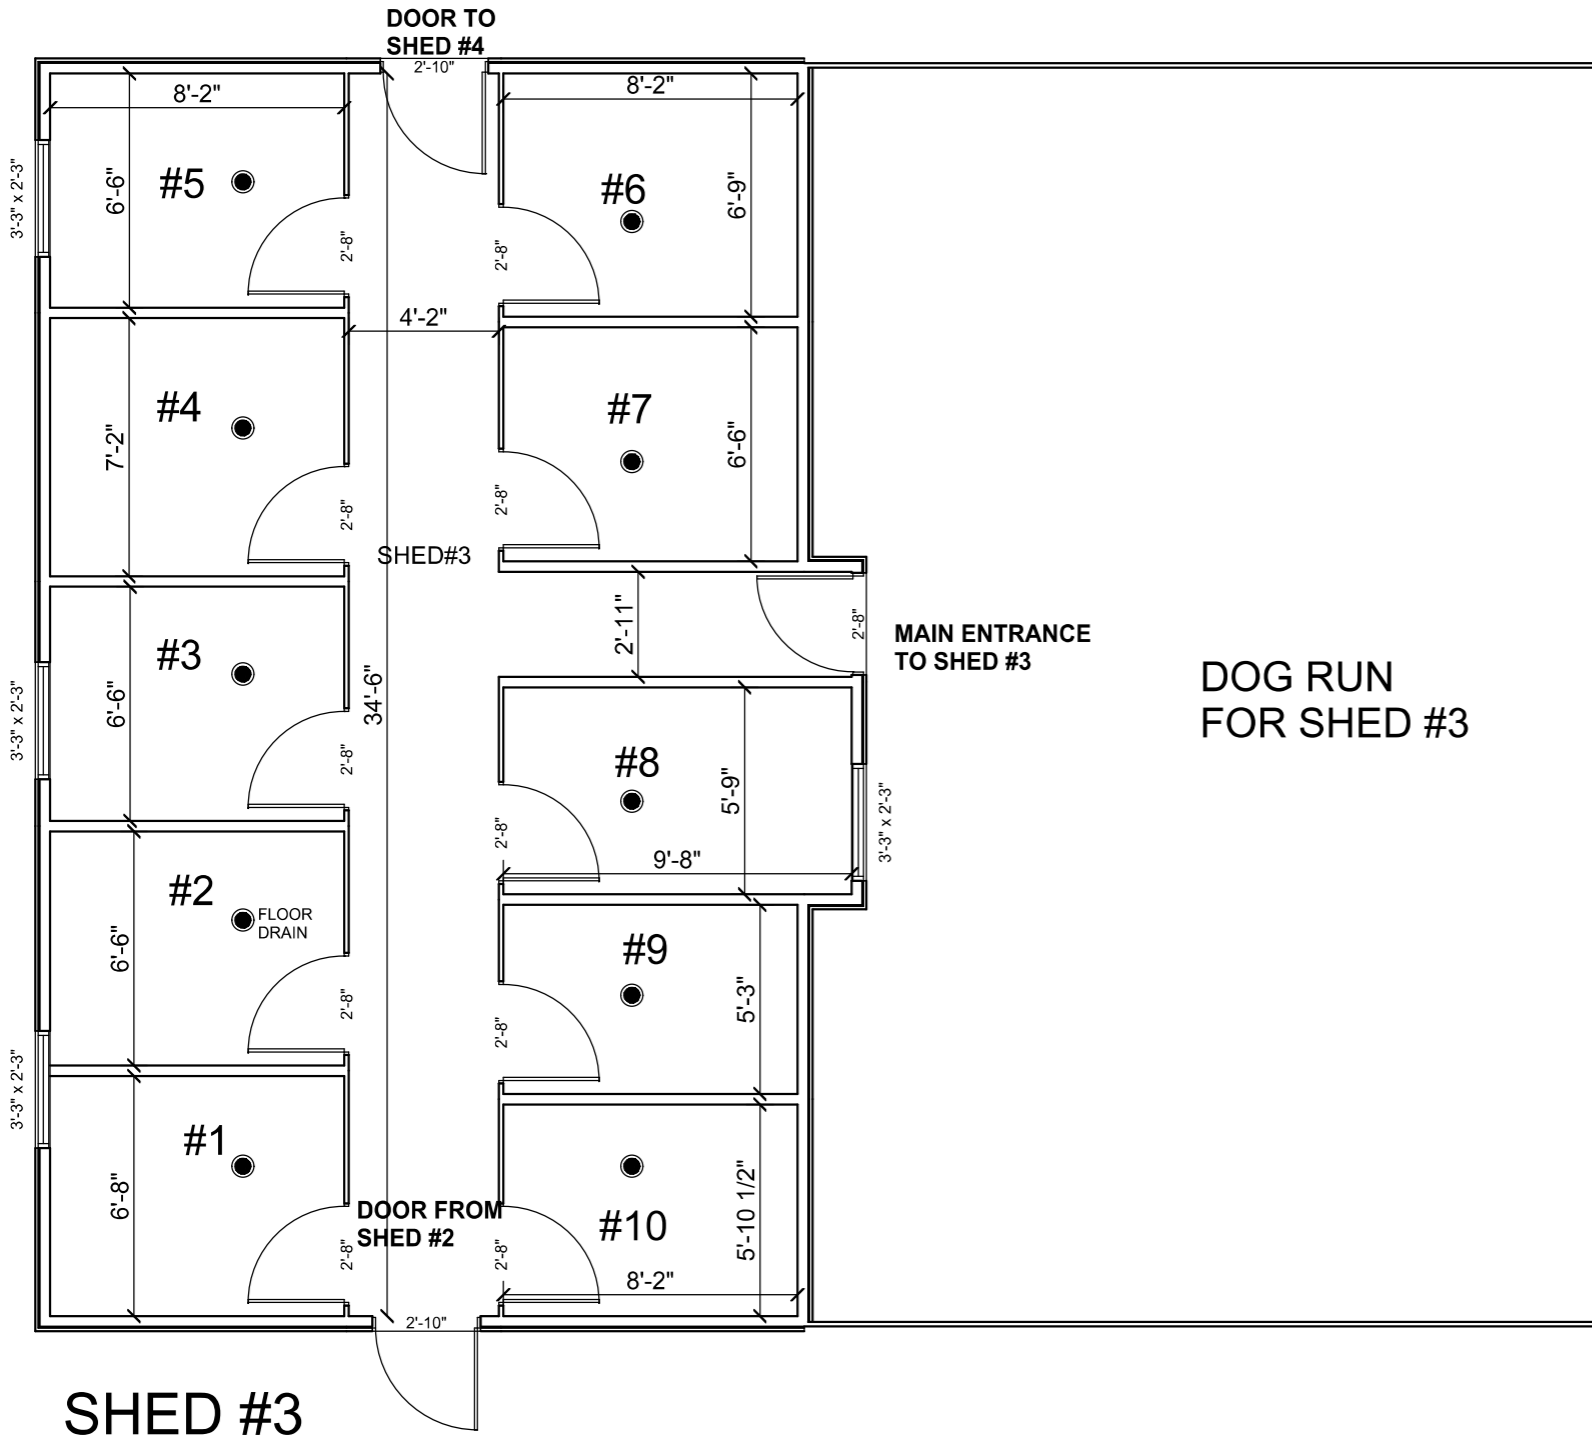 DOOR TO
SHED #4
2'-10"
8'-2"
8'-2"
3'-3" x 2'-3"
6'-6"
#5
2'-8"
2'-8"
#6
6'-9"
4'-2"
#4
7'-2"
2'-8"
2'-8"
#7
6'-6"
SHED#3
2'-11"
2'-8"
MAIN ENTRANCE
TO SHED #3
DOG RUN
FOR SHED #3
3'-3" x 2'-3"
#3
6'-6"
2'-8"
34'-6"
#8
5'-9"
2'-8"
9'-8"
3'-3" x 2'-3"
#2
FLOOR
DRAIN
6'-6"
2'-8"
2'-8"
#9
5'-3"
3'-3" x 2'-3"
#1
6'-8"
2'-8"
DOOR FROM
SHED #2
2'-8"
#10
5'-10 1/2"
8'-2"
2'-10"
SHED #3